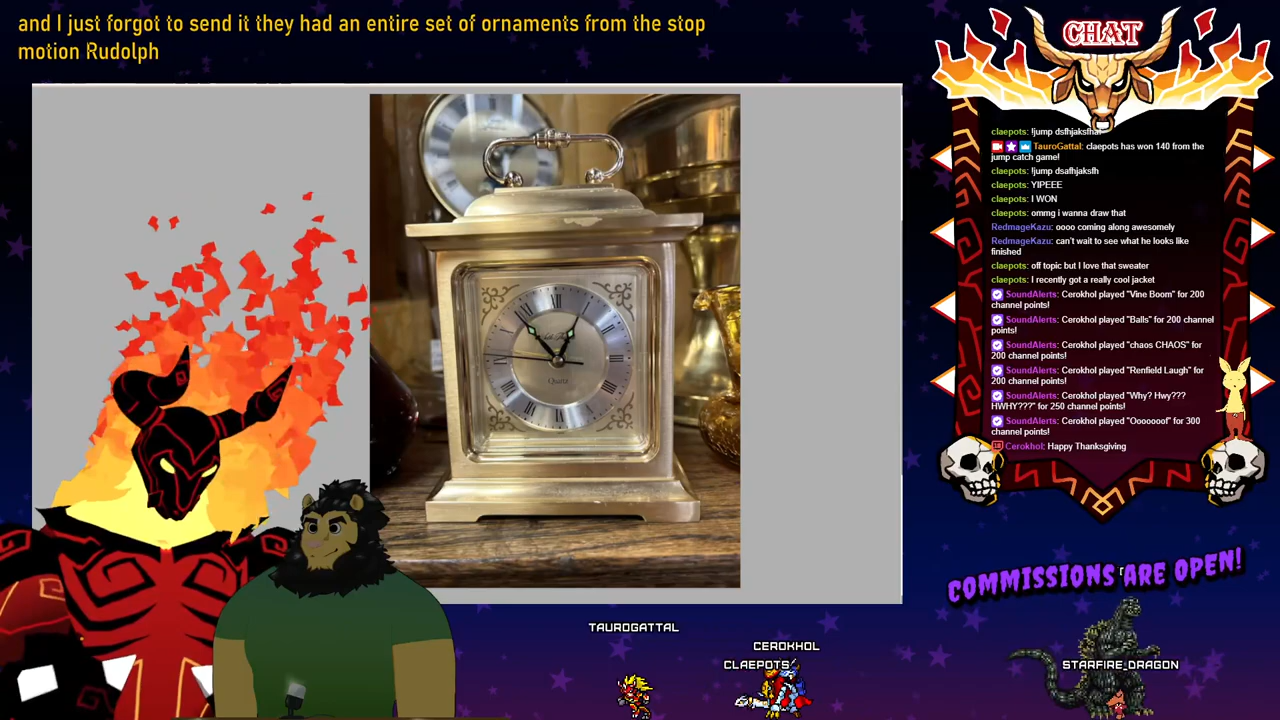 and I just forgot to send it they had an entire set of ornaments from the stop
motion Rudolph
CHAT
claepots: !jump dsfhjaksfhal
TauroGattal: claepots has won 140 from the
jump catch game!
claepots: !jump dsafhjaksfh
claepots: YIPEEE
claepots: I WON
claepots: ommg i wanna draw that
RedmageKazu: oooo coming along awesomely
RedmageKazu: can't wait to see what he looks like
finished
claepots: off topic but I love that sweater
claepots: I recently got a really cool jacket
SoundAlerts: Cerokhol played "Vine Boom" for 200
channel points!
SoundAlerts: Cerokhol played "Balls" for 200 channel
points!
SoundAlerts: Cerokhol played "chaos CHAOS" for
200 channel points!
SoundAlerts: Cerokhol played "Renfield Laugh" for
200 channel points!
SoundAlerts: Cerokhol played "Why? Hwy???
HWHY???" for 250 channel points!
SoundAlerts: Cerokhol played "Ooooooof" for 300
channel points!
Cerokhol: Happy Thanksgiving
Quartz
COMMISSIONS ARE OPEN!
TAUROGATTAL
CEROKHOL
CLAEPOTS
STARFIRE_DRAGON